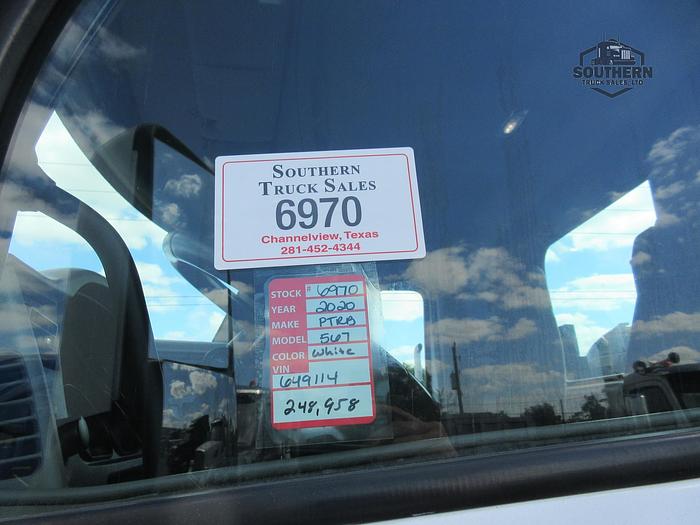 SOUTHERN
TRUCK SALES, LTD
SOUTHERN
TRUCK SALES
6970
Channelview, Texas
281-452-4344
STOCK # 6970
YEAR 2020
MAKE PTRB
MODEL 567
COLOR White
VIN
649114
248,958